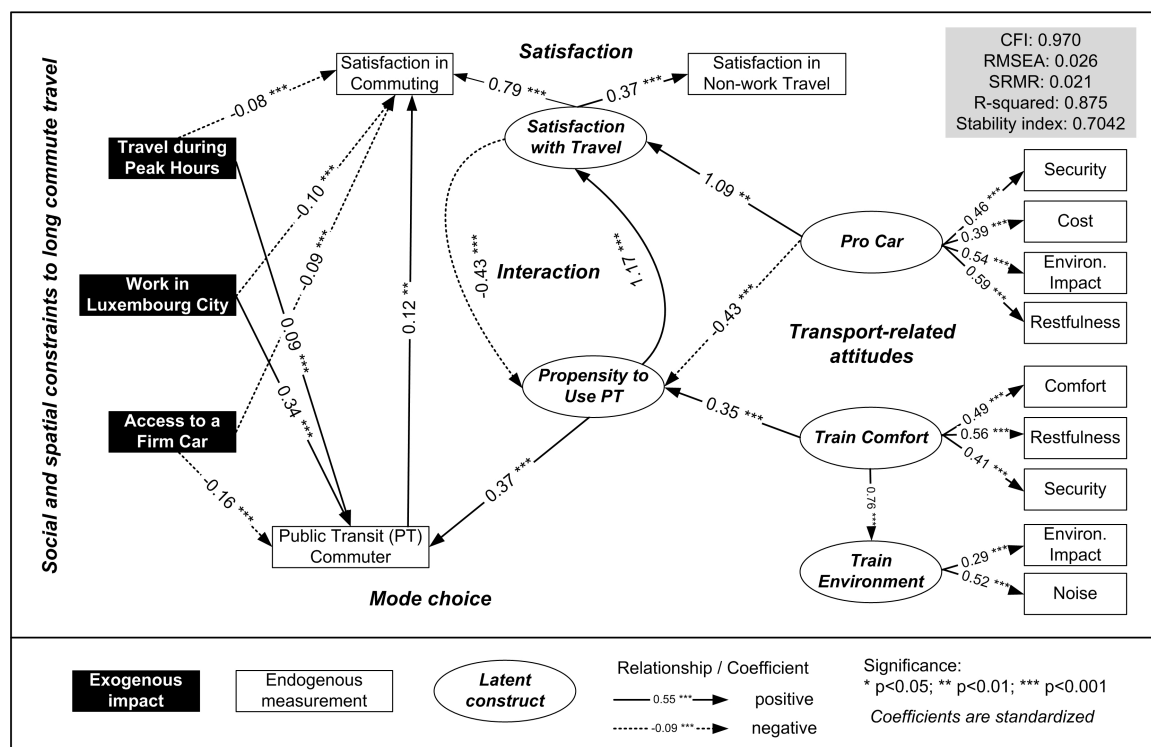 Social and spatial constraints to long commute travel
Satisfaction
Satisfaction in
Commuting
Satisfaction in
Non-work Travel
CFI: 0.970
RMSEA: 0.026
SRMR: 0.021
R-squared: 0.875
Stability index: 0.7042
-0.08 ***
0.79 ***
0.37 ***
Travel during
Peak Hours
Satisfaction
with Travel
-0.10 ***
1.09 **
Security
0.46 ***
Cost
0.39 ***
Pro Car
0.54 ***
Environ.
Impact
0.59 ***
Restfulness
-0.09 ***
-0.43 ***
Interaction
1.17 ***
Work in
Luxembourg City
0.12 **
-0.43 ***
Transport-related
attitudes
0.09 ***
0.34 ***
Propensity to
Use PT
0.35 ***
Access to a
Firm Car
Train Comfort
Comfort
0.49 ***
Restfulness
0.56 ***
0.41 ***
Security
-0.16 ***
0.37 ***
0.76 ***
Public Transit (PT)
Commuter
Train
Environment
Environ.
Impact
0.29 ***
0.52 ***
Noise
Mode choice
Exogenous
impact
Endogenous
measurement
Latent
construct
Relationship / Coefficient
0.55 ***
positive
-0.09 ***
negative
Significance:
* p<0.05; ** p<0.01; *** p<0.001
Coefficients are standardized